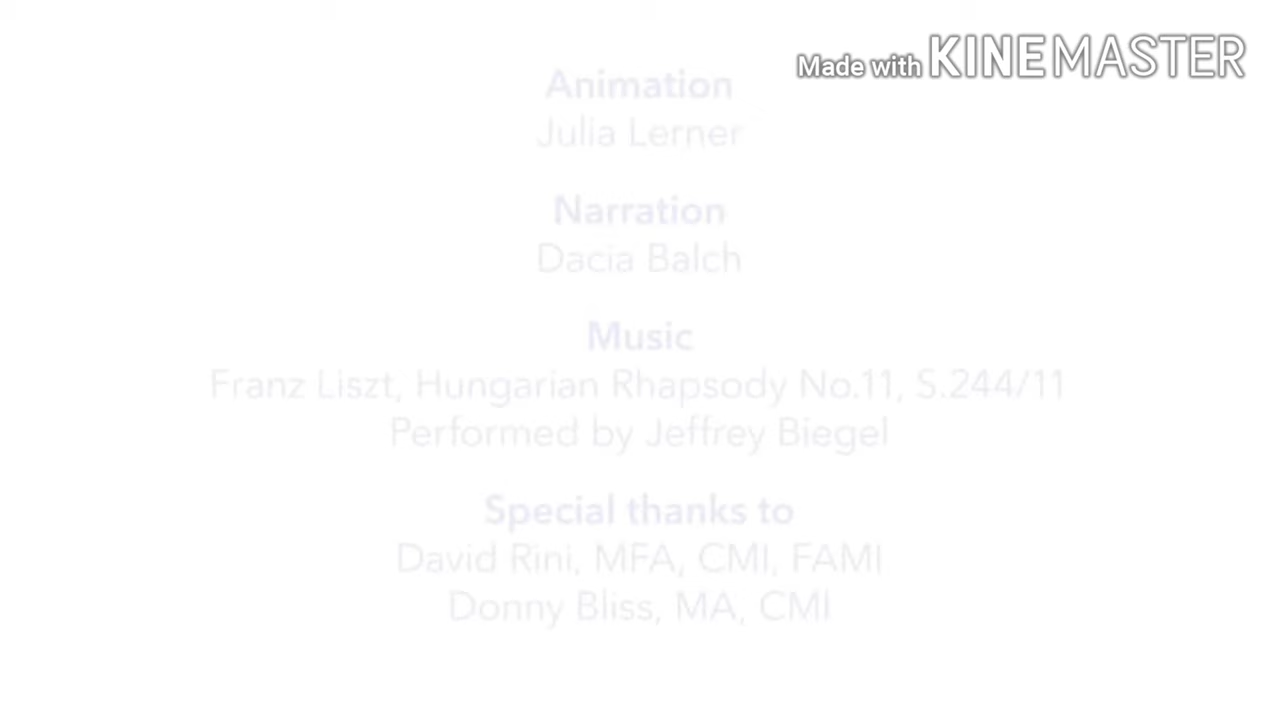 Made with KINEMASTER
Animation
Julia Lerner
Narration
Dacia Balch
Music
Franz Liszt, Hungarian Rhapsody No.11, S.244/11
Performed by Jeffrey Biegel
Special thanks to
David Rini, MFA, CMI, FAMI
Donny Bliss, MA, CMI